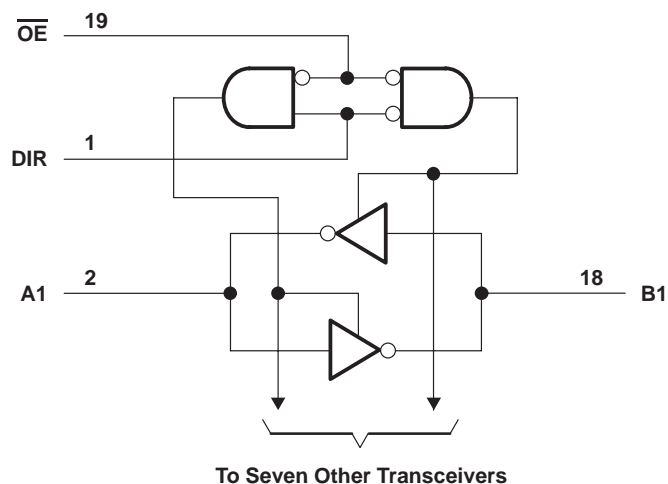 OE 19
DIR 1
A1 2
18 B1
To Seven Other Transceivers